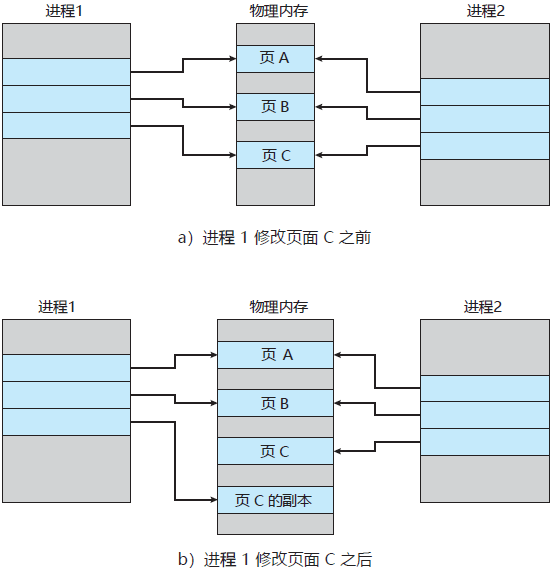 进程1 物理内存 进程2
页 A
页 B
页 C
a）进程 1 修改页面 C 之前
进程1 物理内存 进程2
页 A
页 B
页 C
页 C 的副本
b）进程 1 修改页面 C 之后